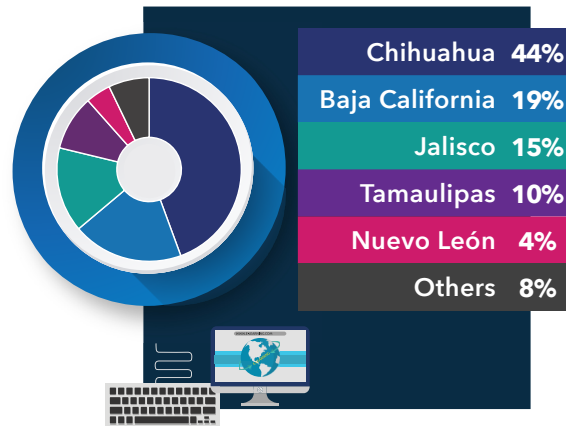 Chihuahua 44%
Baja California 19%
Jalisco 15%
Tamaulipas 10%
Nuevo León 4%
Others 8%